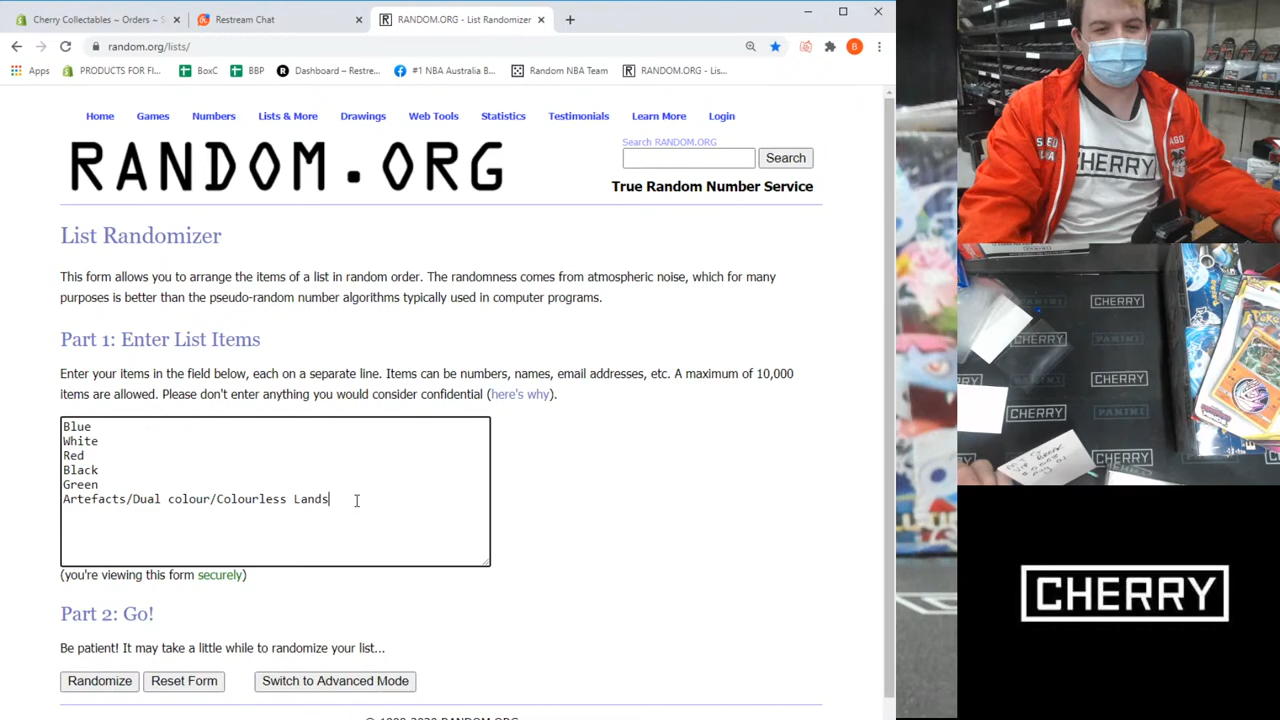 Cherry Collectables ~ Orders ~ S
Restream Chat
RANDOM.ORG - List Randomizer
random.org/lists/
B
Apps
PRODUCTS FOR FI...
BoxC
BBP
Dashboard – Restre...
#1 NBA Australia B...
Random NBA Team
RANDOM.ORG - Lis...
Home
Games
Numbers
Lists & More
Drawings
Web Tools
Statistics
Testimonials
Learn More
Login
RANDOM.ORG
Search RANDOM.ORG
Search
True Random Number Service
List Randomizer
This form allows you to arrange the items of a list in random order. The randomness comes from atmospheric noise, which for many
purposes is better than the pseudo-random number algorithms typically used in computer programs.
Part 1: Enter List Items
Enter your items in the field below, each on a separate line. Items can be numbers, names, email addresses, etc. A maximum of 10,000
items are allowed. Please don't enter anything you would consider confidential (here's why).
Blue
White
Red
Black
Green
Artefacts/Dual colour/Colourless Lands
(you're viewing this form securely)
Part 2: Go!
Be patient! It may take a little while to randomize your list...
Randomize
Reset Form
Switch to Advanced Mode
CHERRY
PANINI
CHERRY
CHERRY
PANINI
CHERRY
PANINI
CHERRY
CHERRY
CHERRY